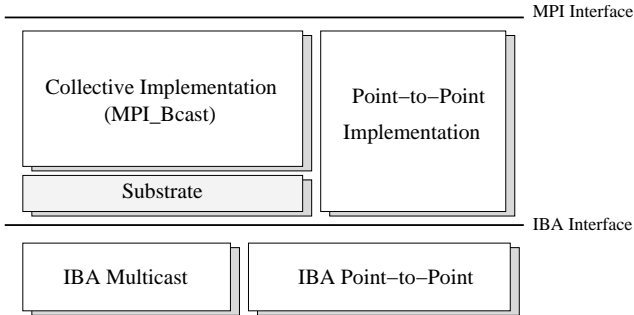 MPI Interface
Collective Implementation
(MPI_Bcast)
Point−to−Point
Implementation
Substrate
IBA Interface
IBA Multicast
IBA Point−to−Point